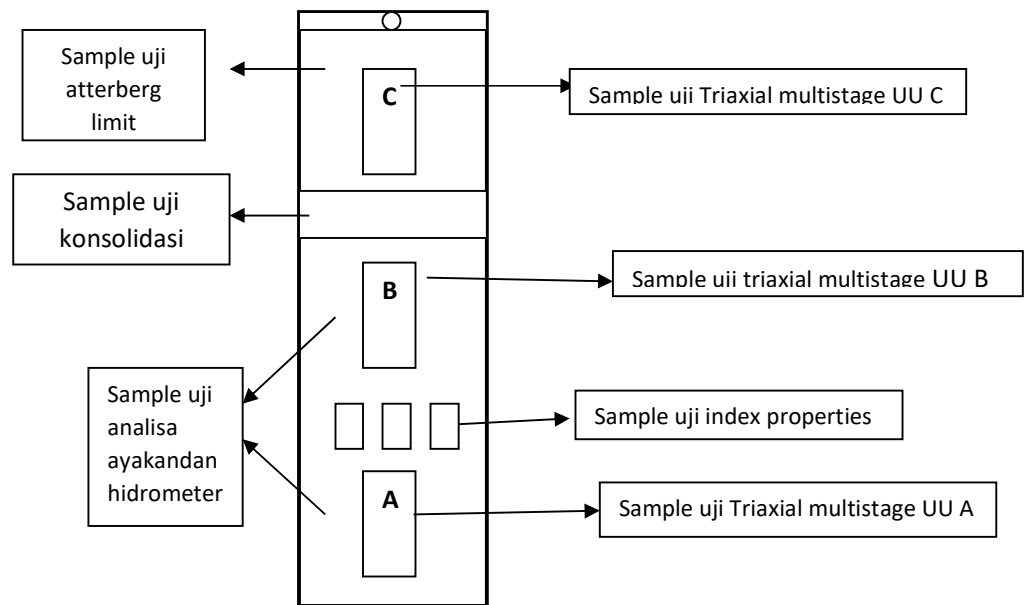 Sample uji
atterberg
limit
C
Sample uji Triaxial multistage UU C
Sample uji
konsolidasi
B
Sample uji triaxial multistage UU B
Sample uji
analisa
ayakandan
hidrometer
Sample uji index properties
A
Sample uji Triaxial multistage UU A